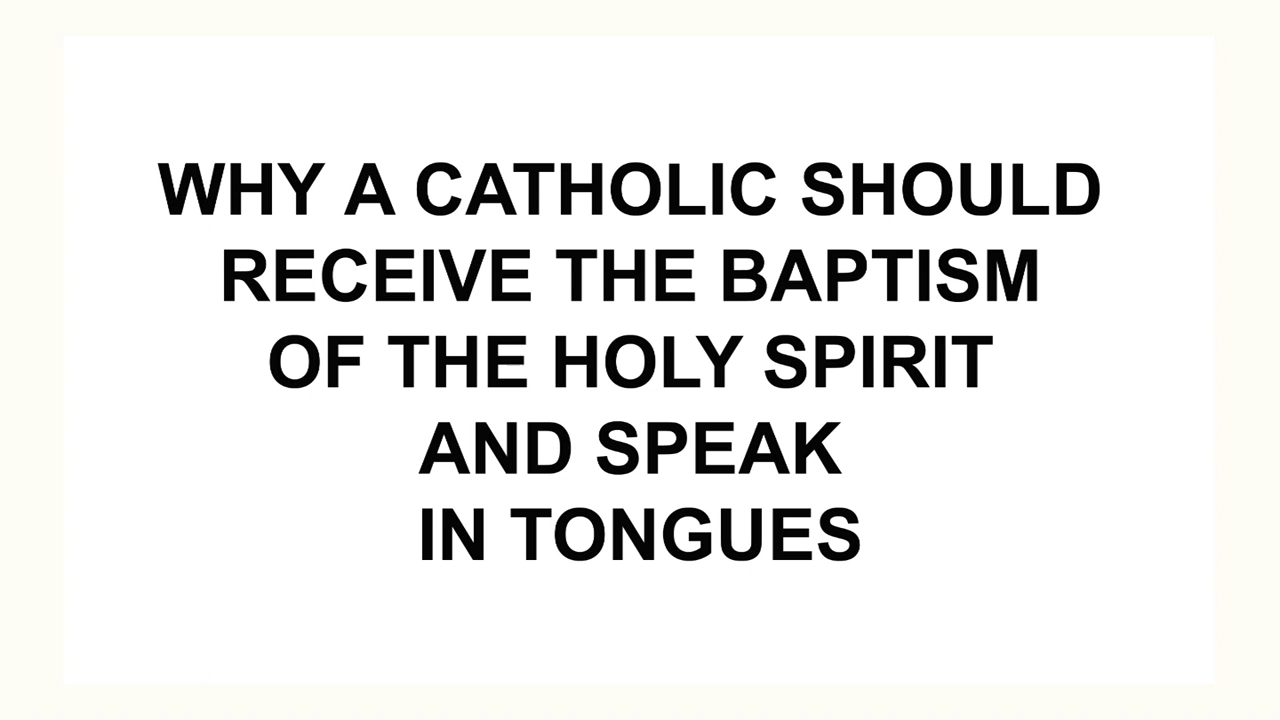 WHY A CATHOLIC SHOULD
RECEIVE THE BAPTISM
OF THE HOLY SPIRIT
AND SPEAK
IN TONGUES